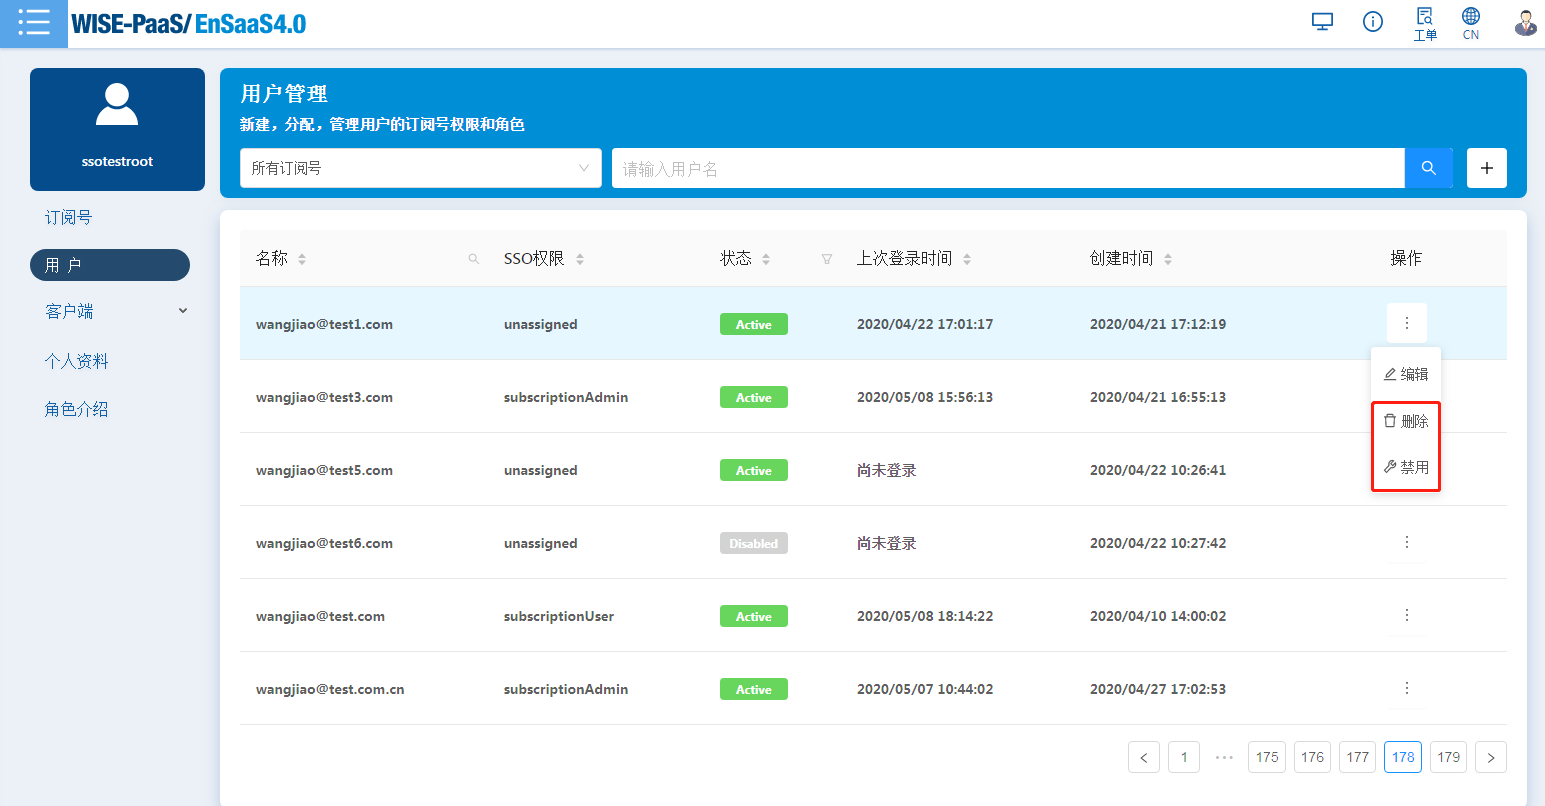 WISE-PaaS/ EnSaaS4.0
工单
CN
ssotestroot
订阅号
用 户
客户端
个人资料
角色介绍
用户管理
新建，分配，管理用户的订阅号权限和角色
所有订阅号
请输入用户名
+
名称 SSO权限 状态 上次登录时间 创建时间 操作
wangjiao@test1.com unassigned Active 2020/04/22 17:01:17 2020/04/21 17:12:19
编辑
wangjiao@test3.com subscriptionAdmin Active 2020/05/08 15:56:13 2020/04/21 16:55:13
删除
禁用
wangjiao@test5.com unassigned Active 尚未登录 2020/04/22 10:26:41
wangjiao@test6.com unassigned Disabled 尚未登录 2020/04/22 10:27:42
wangjiao@test.com subscriptionUser Active 2020/05/08 18:14:22 2020/04/10 14:00:02
wangjiao@test.com.cn subscriptionAdmin Active 2020/05/07 10:44:02 2020/04/27 17:02:53
< 1 ••• 175 176 177 178 179 >